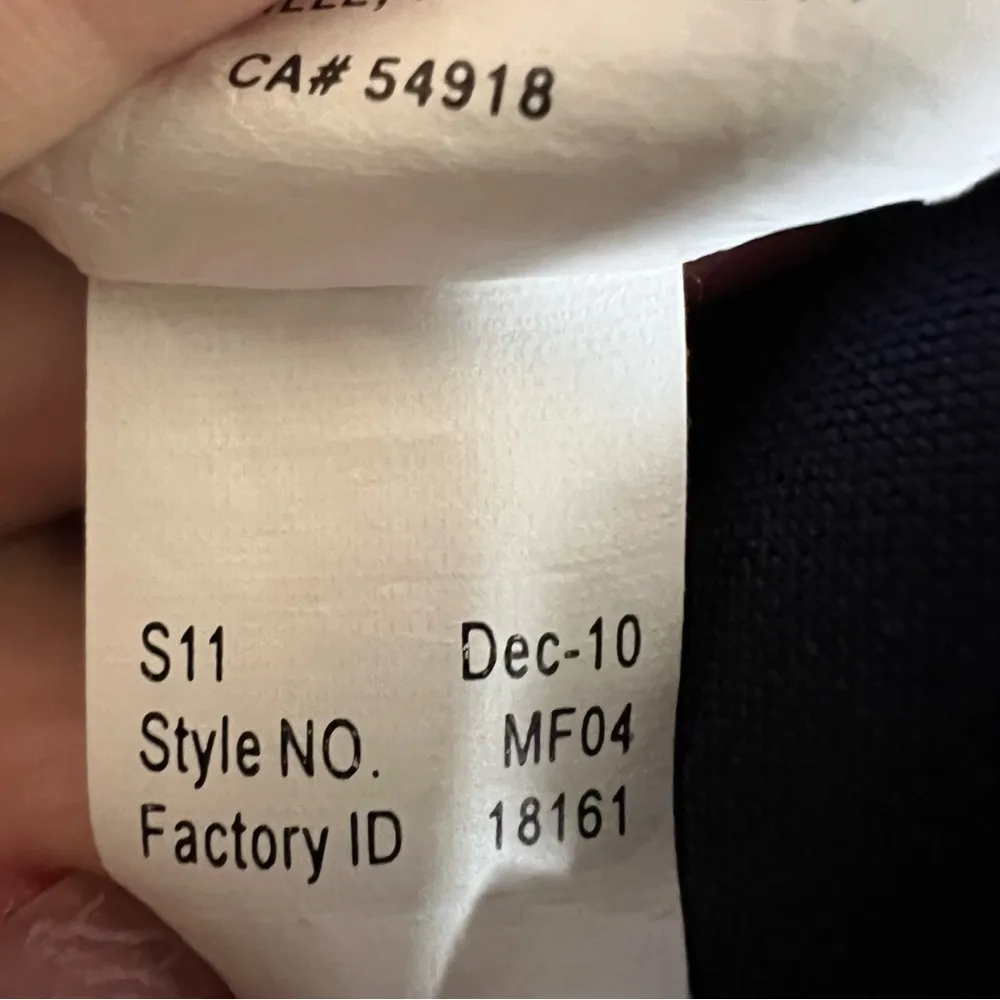 CA# 54918
S11 Dec-10
Style NO. MF04
Factory ID 18161